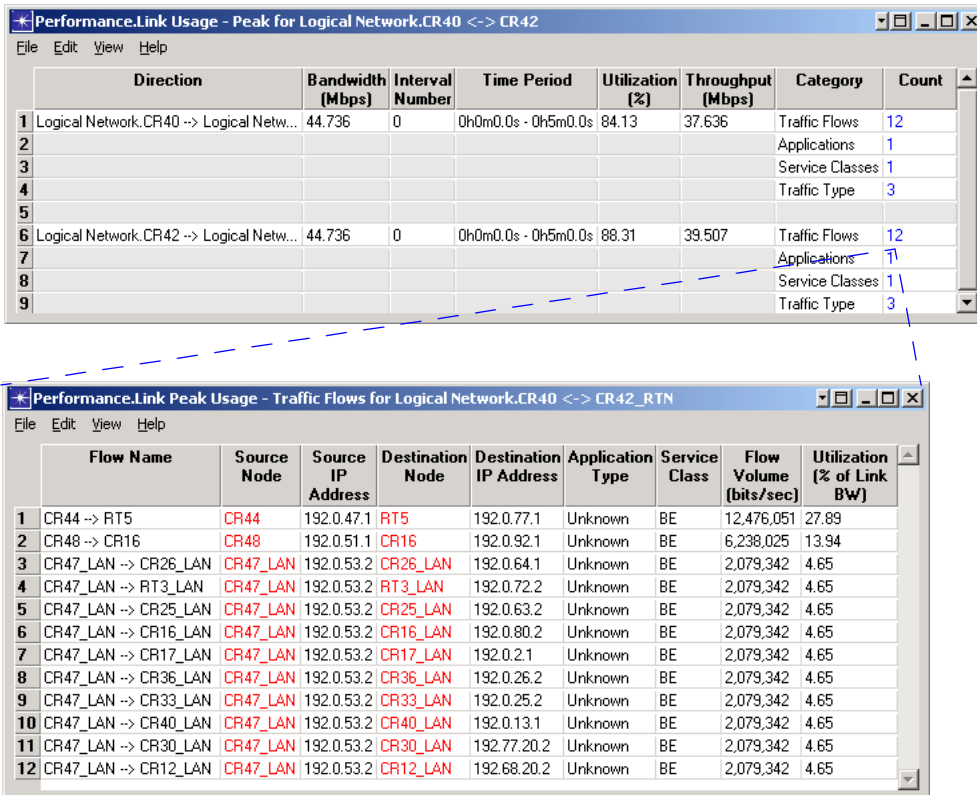 Performance.Link Usage - Peak for Logical Network.CR40 <-> CR42
File Edit View Help
Direction Bandwidth (Mbps) Interval Number Time Period Utilization (%) Throughput (Mbps) Category Count
1 Logical Network.CR40 --> Logical Netw... 44.736 0 0h0m0.0s - 0h5m0.0s 84.13 37.636 Traffic Flows 12
2 Applications 1
3 Service Classes 1
4 Traffic Type 3
5
6 Logical Network.CR42 --> Logical Netw... 44.736 0 0h0m0.0s - 0h5m0.0s 88.31 39.507 Traffic Flows 12
7 Applications 1
8 Service Classes 1
9 Traffic Type 3
Performance.Link Peak Usage - Traffic Flows for Logical Network.CR40 <-> CR42_RTN
File Edit View Help
Flow Name Source Node Source IP Address Destination Node Destination IP Address Application Type Service Class Flow Volume (bits/sec) Utilization (% of Link BW)
1 CR44 --> RT5 CR44 192.0.47.1 RT5 192.0.77.1 Unknown BE 12,476,051 27.89
2 CR48 --> CR16 CR48 192.0.51.1 CR16 192.0.92.1 Unknown BE 6,238,025 13.94
3 CR47_LAN --> CR26_LAN CR47_LAN 192.0.53.2 CR26_LAN 192.0.64.1 Unknown BE 2,079,342 4.65
4 CR47_LAN --> RT3_LAN CR47_LAN 192.0.53.2 RT3_LAN 192.0.72.2 Unknown BE 2,079,342 4.65
5 CR47_LAN --> CR25_LAN CR47_LAN 192.0.53.2 CR25_LAN 192.0.63.2 Unknown BE 2,079,342 4.65
6 CR47_LAN --> CR16_LAN CR47_LAN 192.0.53.2 CR16_LAN 192.0.80.2 Unknown BE 2,079,342 4.65
7 CR47_LAN --> CR17_LAN CR47_LAN 192.0.53.2 CR17_LAN 192.0.2.1 Unknown BE 2,079,342 4.65
8 CR47_LAN --> CR36_LAN CR47_LAN 192.0.53.2 CR36_LAN 192.0.26.2 Unknown BE 2,079,342 4.65
9 CR47_LAN --> CR33_LAN CR47_LAN 192.0.53.2 CR33_LAN 192.0.25.2 Unknown BE 2,079,342 4.65
10 CR47_LAN --> CR40_LAN CR47_LAN 192.0.53.2 CR40_LAN 192.0.13.1 Unknown BE 2,079,342 4.65
11 CR47_LAN --> CR30_LAN CR47_LAN 192.0.53.2 CR30_LAN 192.77.20.2 Unknown BE 2,079,342 4.65
12 CR47_LAN --> CR12_LAN CR47_LAN 192.0.53.2 CR12_LAN 192.68.20.2 Unknown BE 2,079,342 4.65